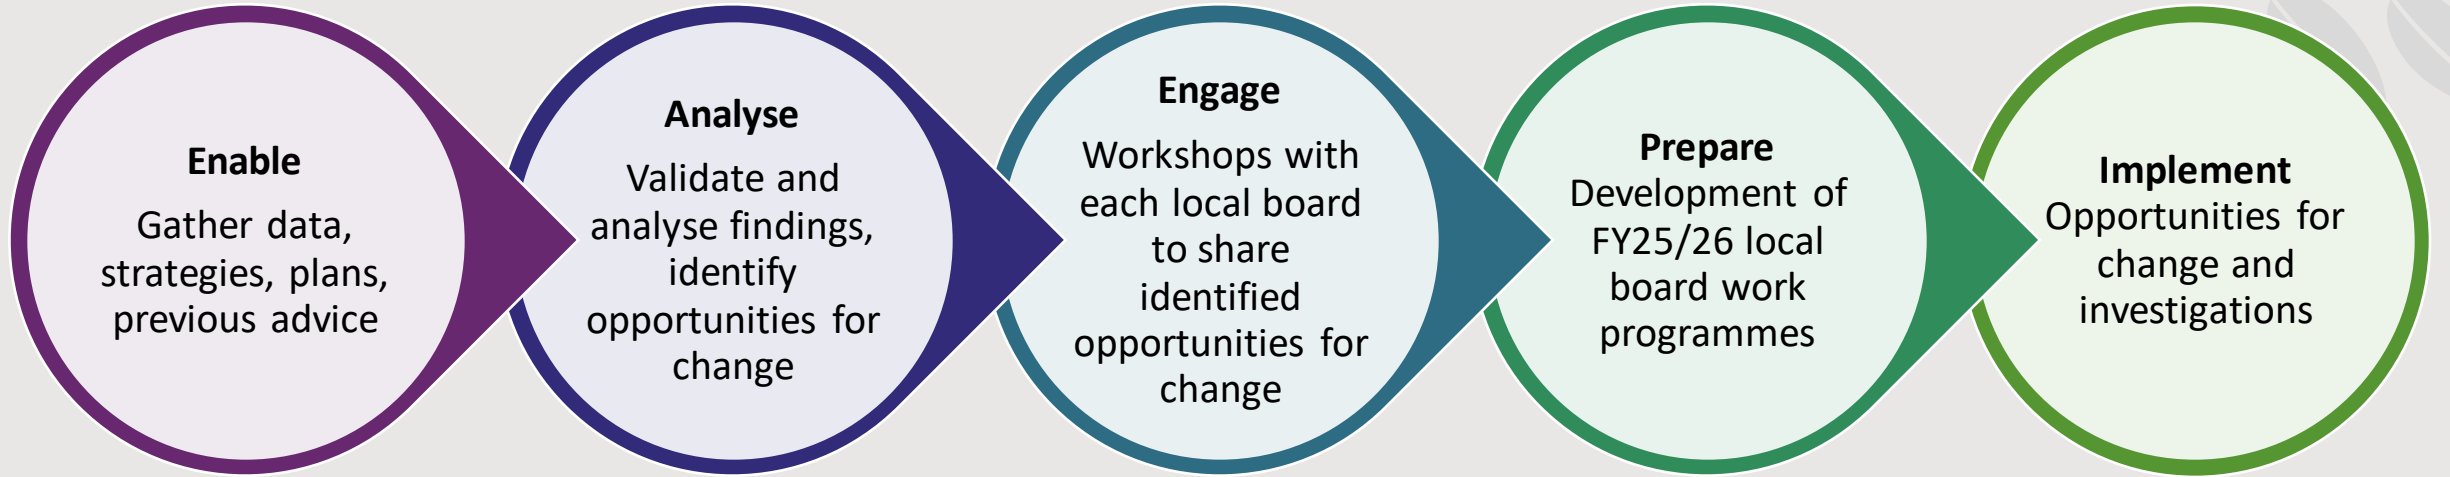 Enable
Gather data,
strategies, plans,
previous advice
Analyse
Validate and
analyse findings,
identify
opportunities for
change
Engage
Workshops with
each local board
to share
identified
opportunities for
change
Prepare
Development of
FY25/26 local
board work
programmes
Implement
Opportunities for
change and
investigations